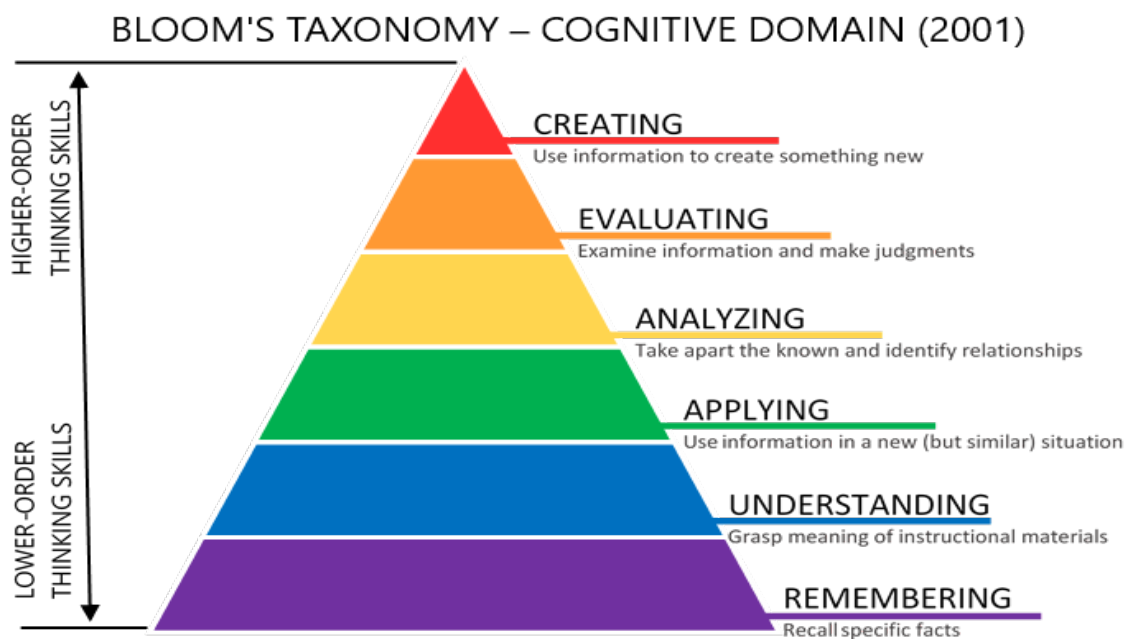 BLOOM'S TAXONOMY – COGNITIVE DOMAIN (2001)
HIGHER-ORDER
THINKING SKILLS
CREATING
Use information to create something new
EVALUATING
Examine information and make judgments
ANALYZING
Take apart the known and identify relationships
APPLYING
Use information in a new (but similar) situation
LOWER-ORDER
THINKING SKILLS
UNDERSTANDING
Grasp meaning of instructional materials
REMEMBERING
Recall specific facts